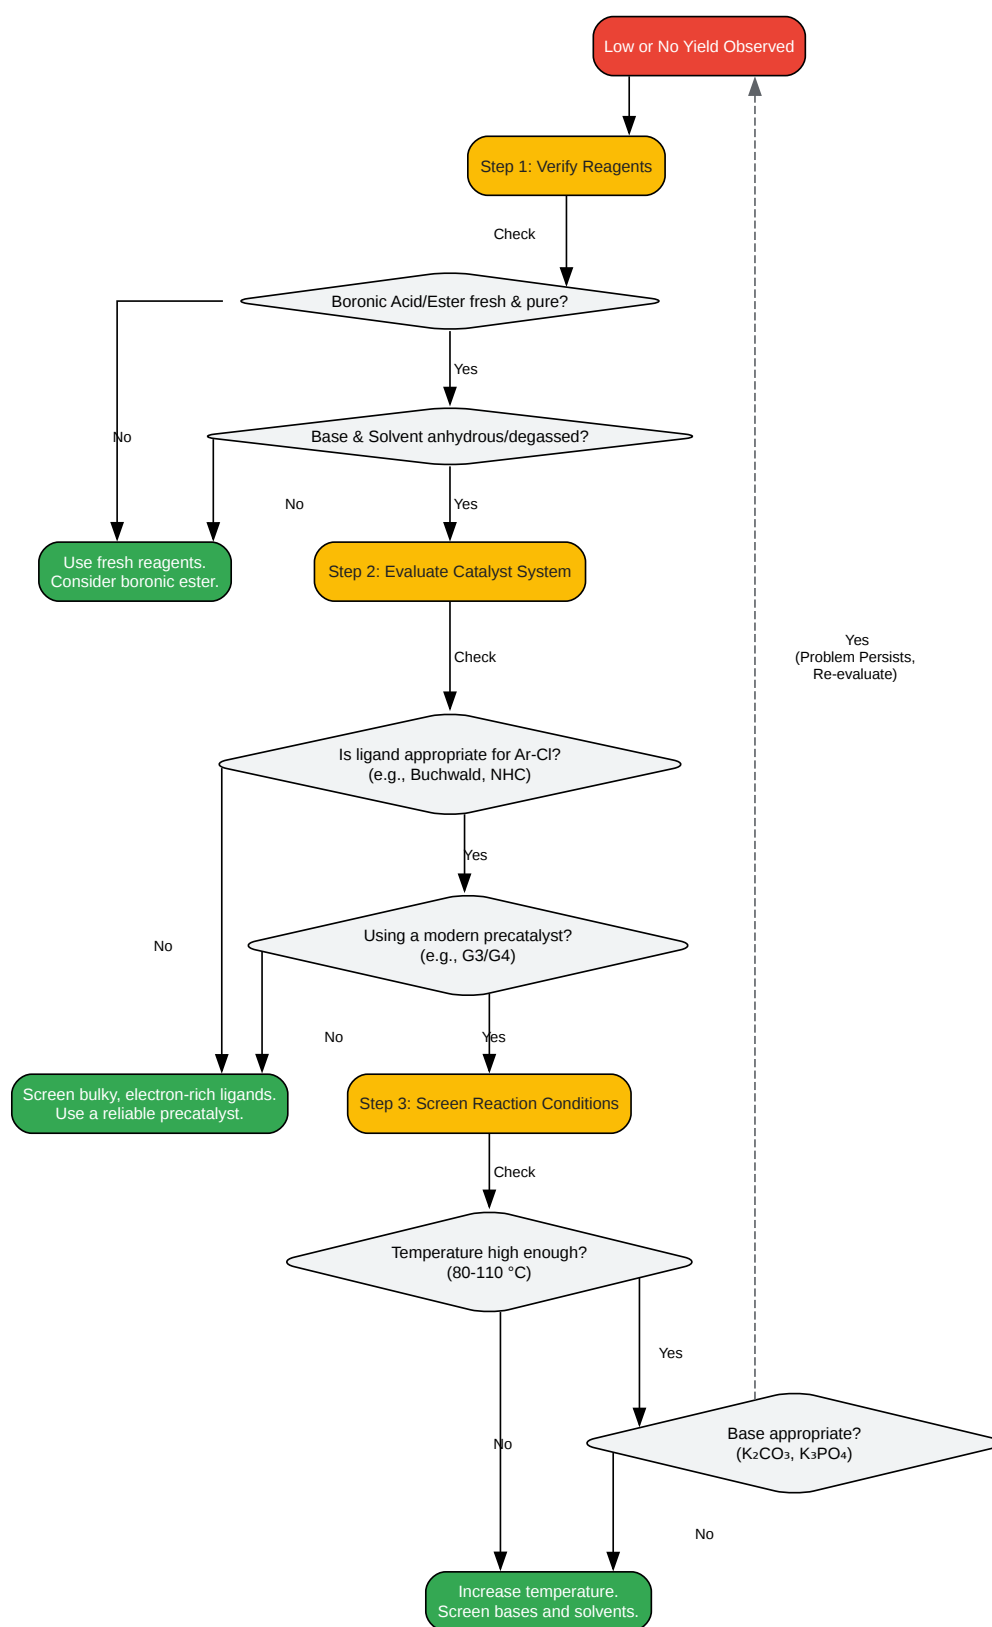 Low or No Yield Observed
Step 1: Verify Reagents
Check
Boronic Acid/Ester fresh & pure?
Yes
No
Base & Solvent anhydrous/degassed?
No
Yes
Use fresh reagents.
Consider boronic ester.
Step 2: Evaluate Catalyst System
Check
Yes
(Problem Persists,
Re-evaluate)
Is ligand appropriate for Ar-Cl?
(e.g., Buchwald, NHC)
Yes
No
Using a modern precatalyst?
(e.g., G3/G4)
No
Yes
Screen bulky, electron-rich ligands.
Use a reliable precatalyst.
Step 3: Screen Reaction Conditions
Check
Temperature high enough?
(80-110 °C)
Yes
No
Base appropriate?
(K₂CO₃, K₃PO₄)
No
Increase temperature.
Screen bases and solvents.